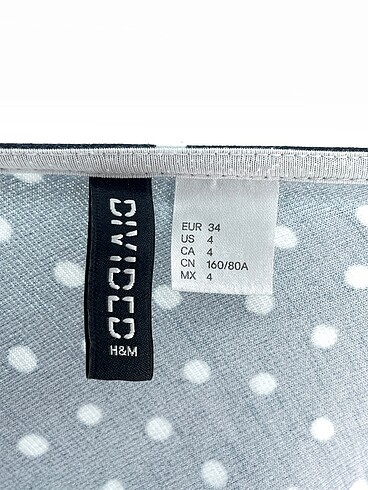 DIVIDED
H&M
EUR 34
US 4
CA 4
CN 160/80A
MX 4